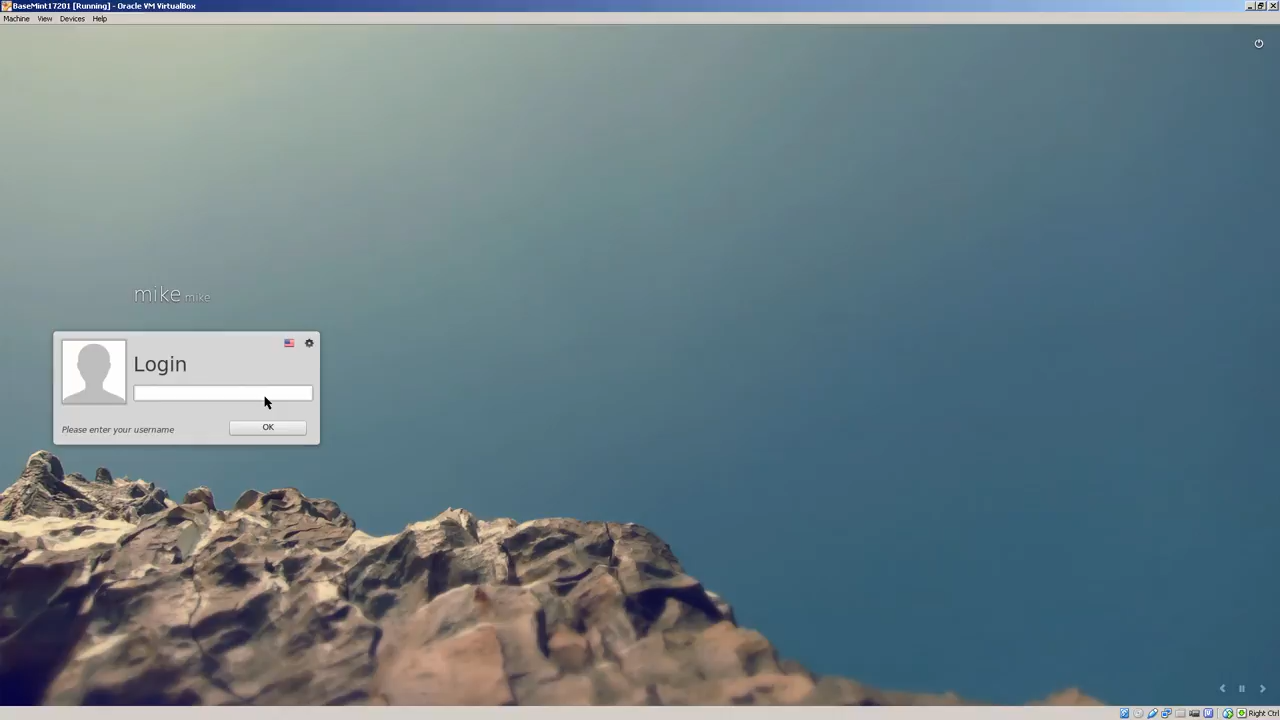 BaseMint17201 [Running] - Oracle VM VirtualBox
Machine View Devices Help
mike mike
Login
Please enter your username
OK
Right Ctrl